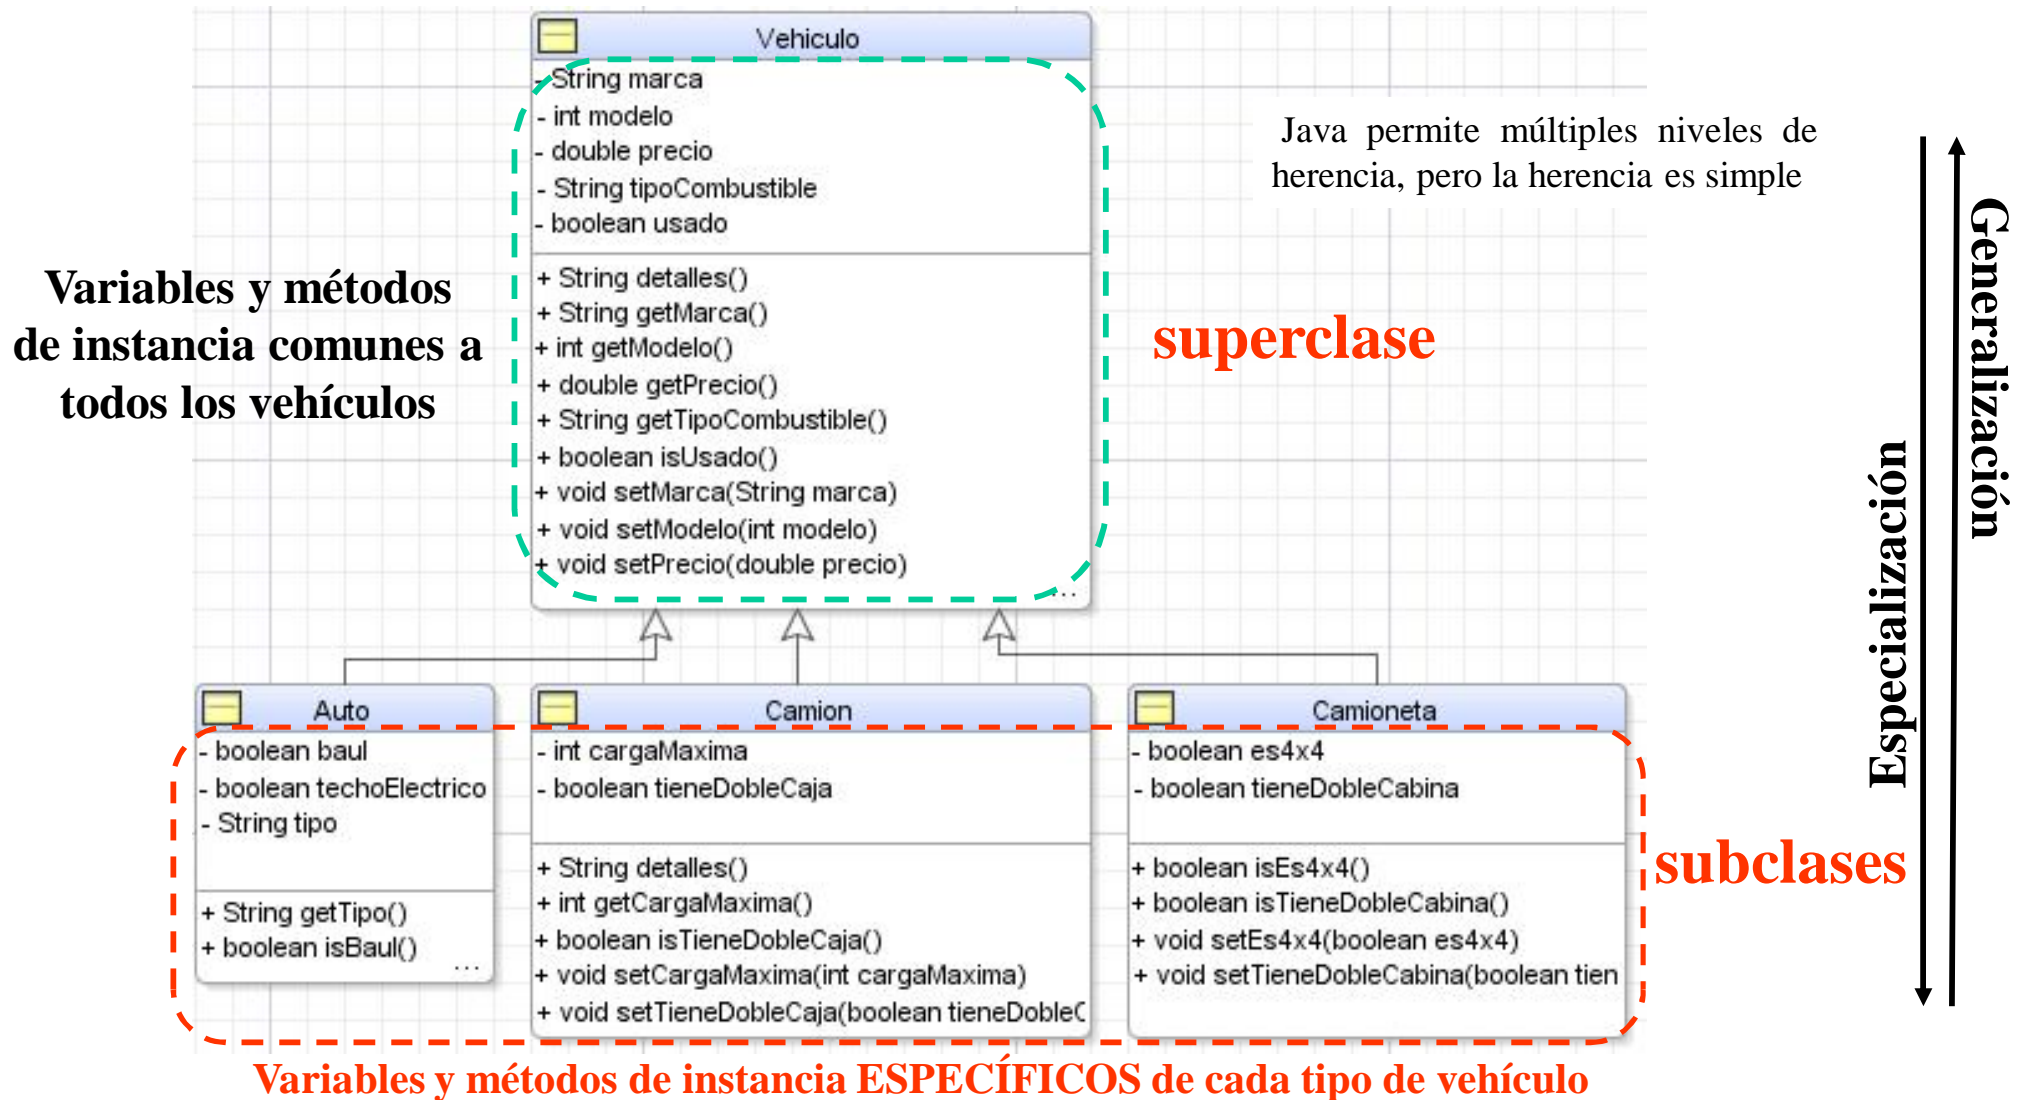 Vehiculo
- String marca
- int modelo
- double precio
- String tipoCombustible
- boolean usado
+ String detalles()
+ String getMarca()
+ int getModelo()
+ double getPrecio()
+ String getTipoCombustible()
+ boolean isUsado()
+ void setMarca(String marca)
+ void setModelo(int modelo)
+ void setPrecio(double precio)
...
Java permite múltiples niveles de
herencia, pero la herencia es simple
Variables y métodos
de instancia comunes a
todos los vehículos
superclase
Generalización
Especialización
Auto
- boolean baul
- boolean techoElectrico
- String tipo
+ String getTipo()
+ boolean isBaul()
...
Camion
- int cargaMaxima
- boolean tieneDobleCaja
+ String detalles()
+ int getCargaMaxima()
+ boolean isTieneDobleCaja()
+ void setCargaMaxima(int cargaMaxima)
+ void setTieneDobleCaja(boolean tieneDobleC
Camioneta
- boolean es4x4
- boolean tieneDobleCabina
+ boolean isEs4x4()
+ boolean isTieneDobleCabina()
+ void setEs4x4(boolean es4x4)
+ void setTieneDobleCabina(boolean tien
subclases
Variables y métodos de instancia ESPECÍFICOS de cada tipo de vehículo